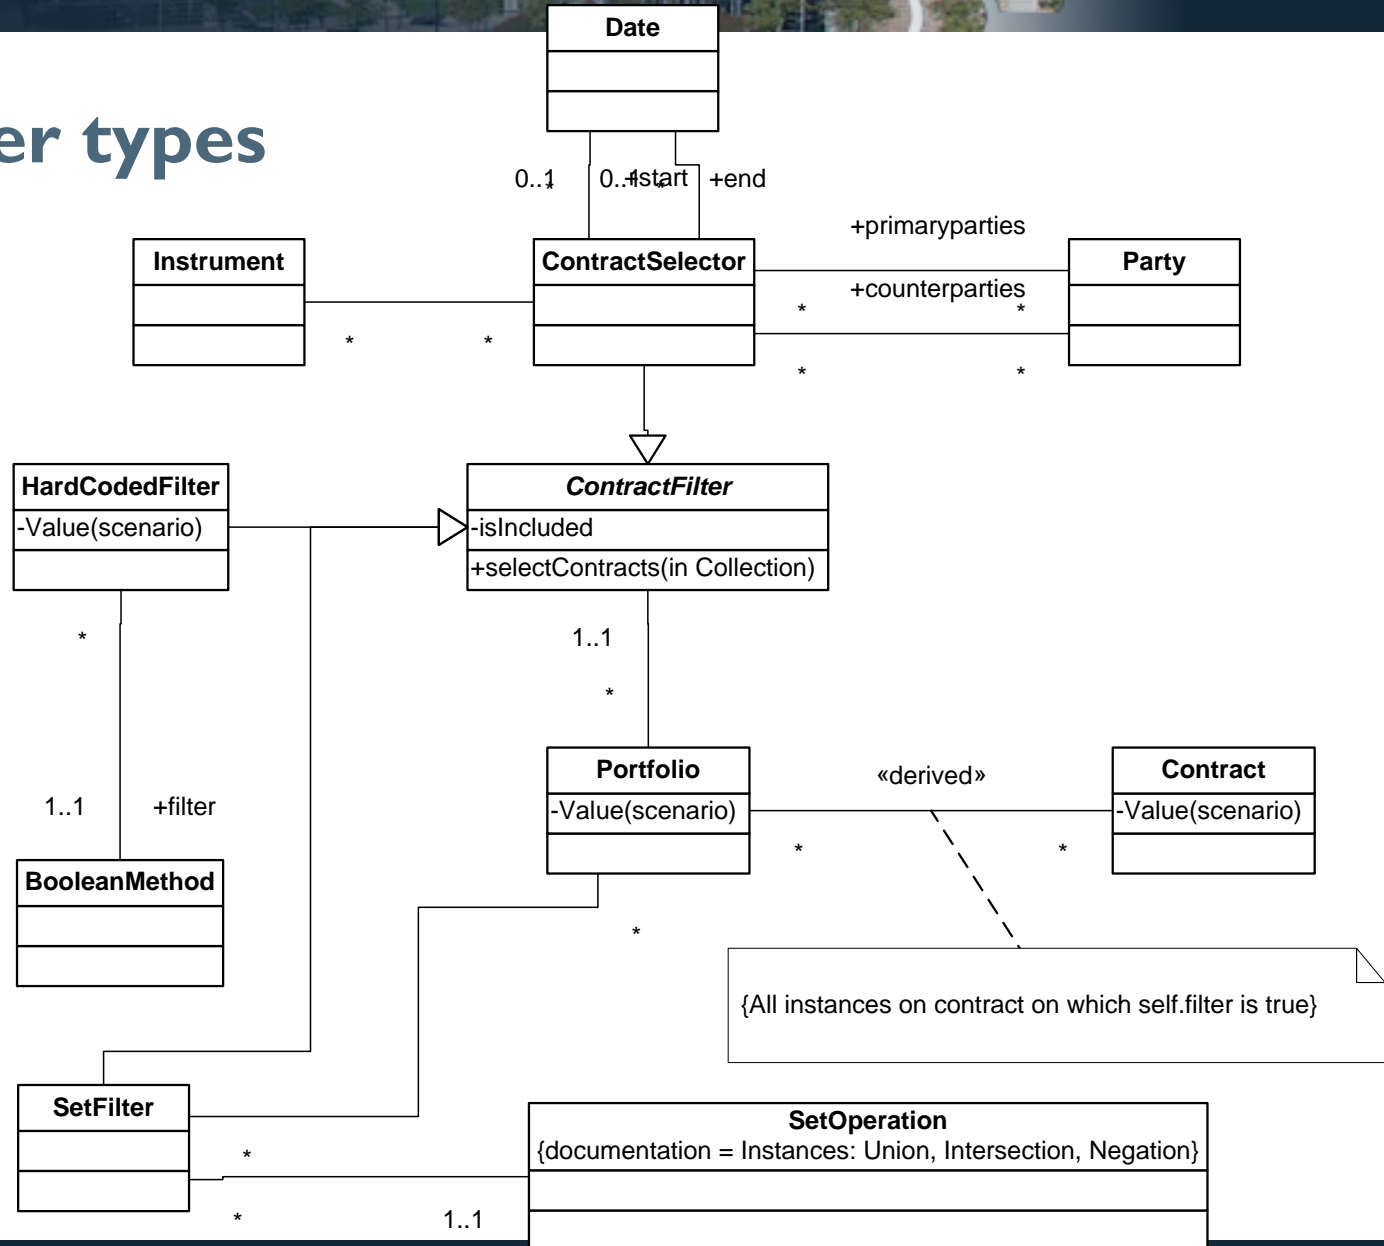 Date
er types
0..1
*
0..1
+start
*
+end
+primaryparties
Instrument
ContractSelector
Party
+counterparties
*
*
*
*
*
*
HardCodedFilter
-Value(scenario)
ContractFilter
-isIncluded
+selectContracts(in Collection)
*
1..1
*
Portfolio
-Value(scenario)
«derived»
Contract
-Value(scenario)
1..1
+filter
*
*
BooleanMethod
*
{All instances on contract on which self.filter is true}
SetFilter
SetOperation
{documentation = Instances: Union, Intersection, Negation}
*
*
1..1